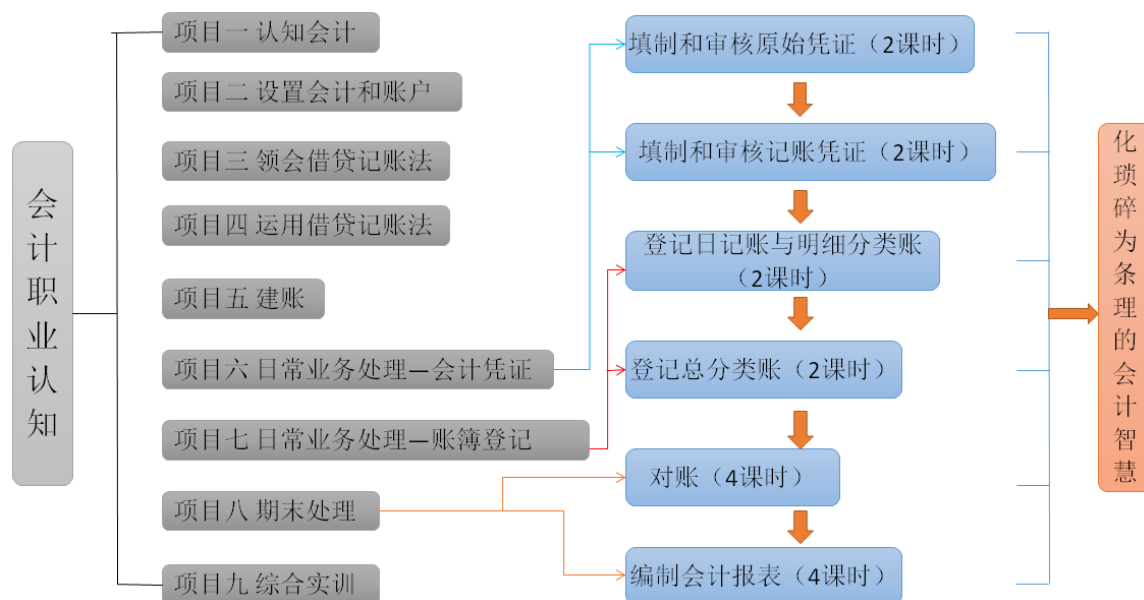 会计职业认知
项目一 认知会计
项目二 设置会计和账户
项目三 领会借贷记账法
项目四 运用借贷记账法
项目五 建账
项目六 日常业务处理—会计凭证
项目七 日常业务处理—账簿登记
项目八 期末处理
项目九 综合实训
填制和审核原始凭证（2课时）
填制和审核记账凭证（2课时）
登记日记账与明细分类账
（2课时）
登记总分类账（2课时）
对账（4课时）
编制会计报表（4课时）
化琐碎为条理的会计智慧